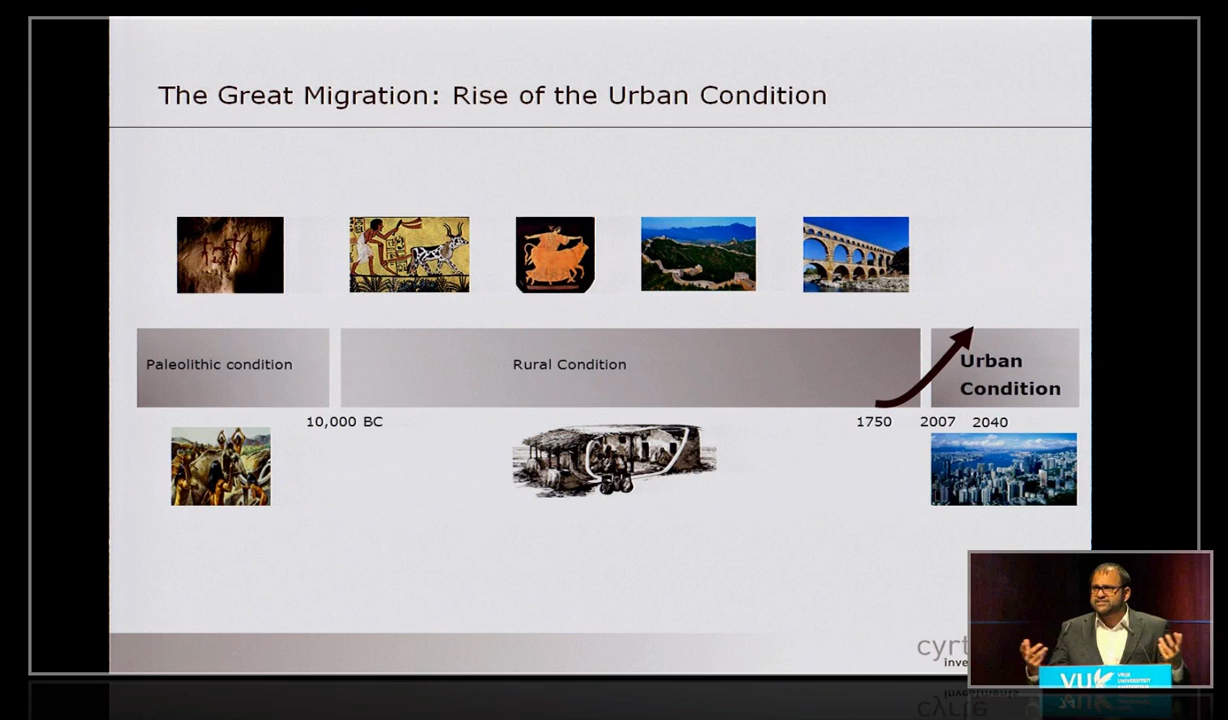 The Great Migration: Rise of the Urban Condition
Paleolithic condition
Rural Condition
Urban
Condition
10,000 BC
1750
2007
2040
VU
VRIJE
UNIVERSITEIT
AMSTERDAM